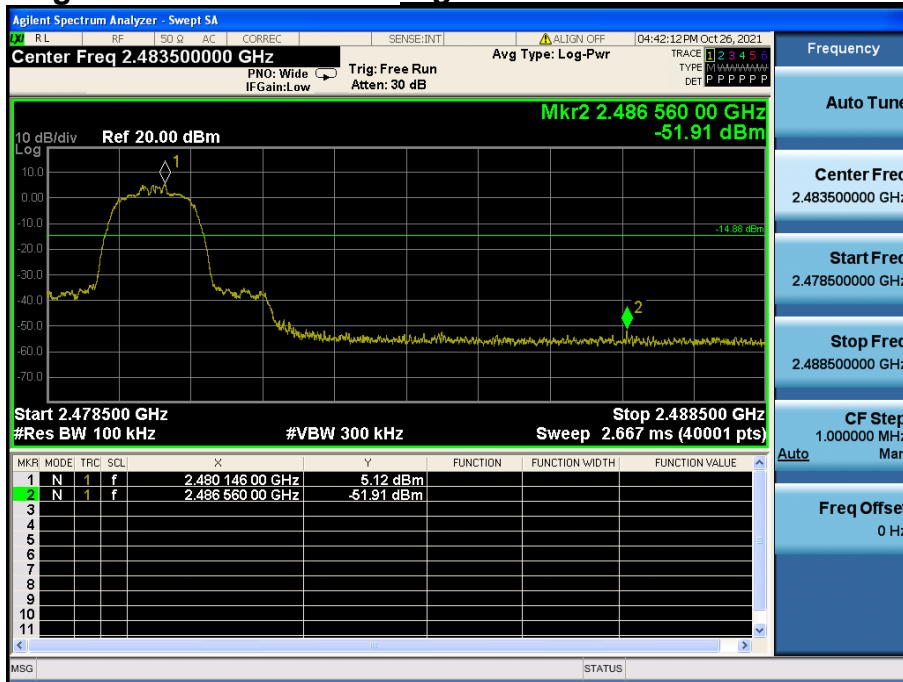 Agilent Spectrum Analyzer - Swept SA
LXI RL RF 50 Ω AC CORREC SENSE:INT ALIGN OFF 04:42:12 PM Oct 26, 2021
Center Freq 2.483500000 GHz
PNO: Wide
IFGain:Low
Trig: Free Run
Atten: 30 dB
Avg Type: Log-Pwr
TRACE 1 2 3 4 5 6
TYPE M WWWWW
DET P P P P P P
Frequency
Mkr2 2.486 560 00 GHz
-51.91 dBm
10 dB/div Ref 20.00 dBm
Log
10.0
0.00
-10.0
-20.0
-30.0
-40.0
-50.0
-60.0
-70.0
1
-14.88 dBm
2
Start 2.478500 GHz Stop 2.488500 GHz
#Res BW 100 kHz #VBW 300 kHz Sweep 2.667 ms (40001 pts)
MKR MODE TRC SCL X Y FUNCTION FUNCTION WIDTH FUNCTION VALUE
1 N 1 f 2.480 146 00 GHz 5.12 dBm
2 N 1 f 2.486 560 00 GHz -51.91 dBm
3
4
5
6
7
8
9
10
11
MSG STATUS
Auto Tune
Center Freq
2.483500000 GHz
Start Freq
2.478500000 GHz
Stop Freq
2.488500000 GHz
CF Step
1.000000 MHz
Auto Man
Freq Offset
0 Hz